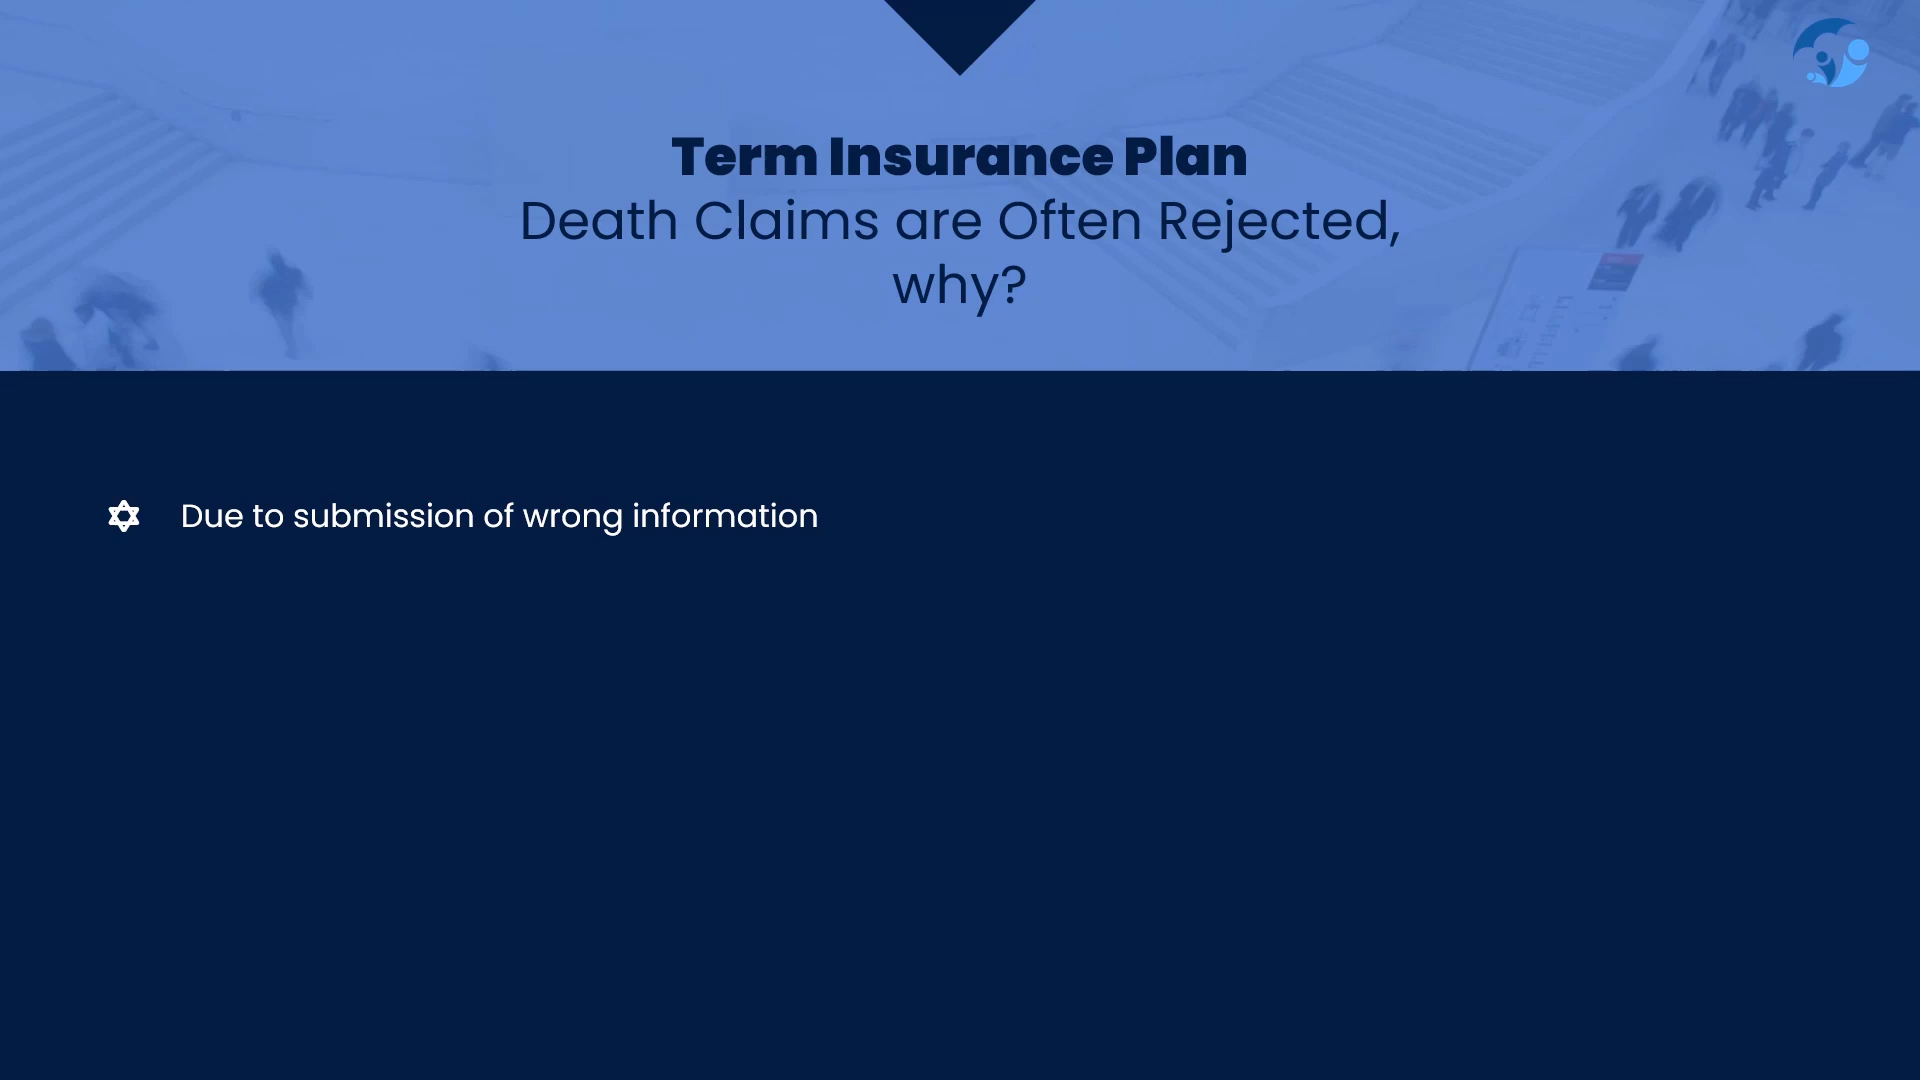 Term Insurance Plan
Death Claims are Often Rejected,
why?
Due to submission of wrong information